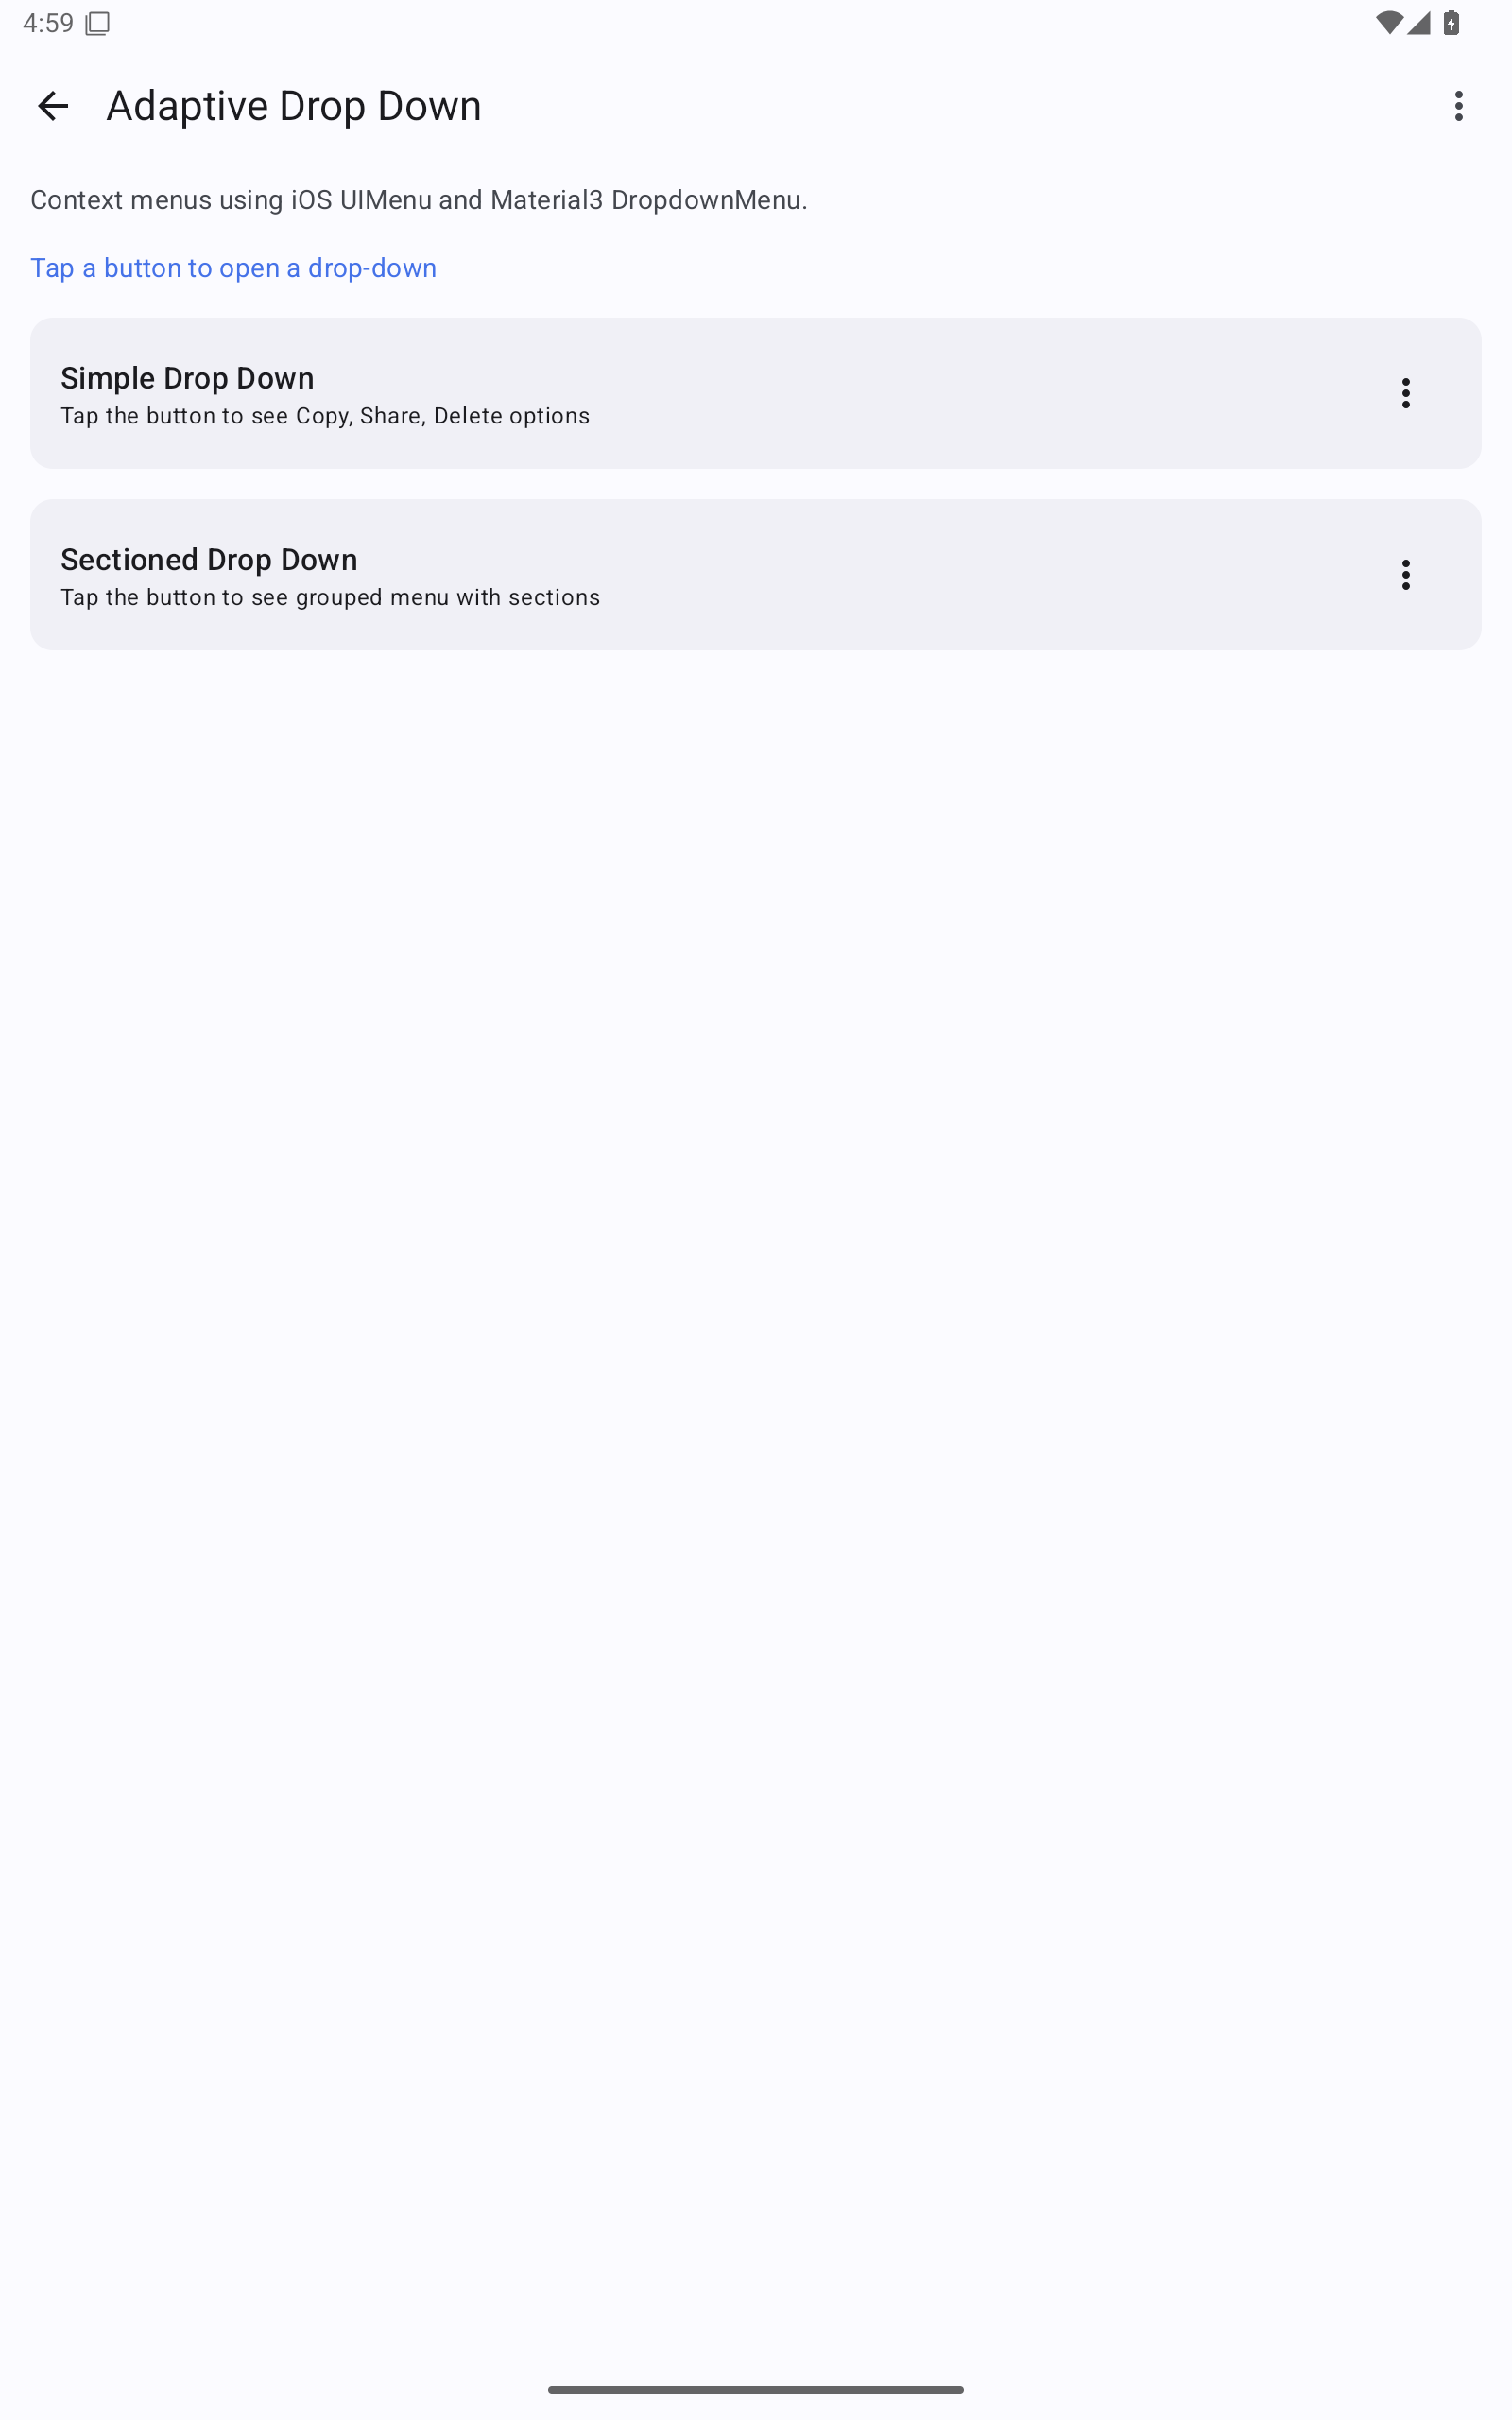 4:59
Adaptive Drop Down
Context menus using iOS UIMenu and Material3 DropdownMenu.
Tap a button to open a drop-down
Simple Drop Down
Tap the button to see Copy, Share, Delete options
Sectioned Drop Down
Tap the button to see grouped menu with sections